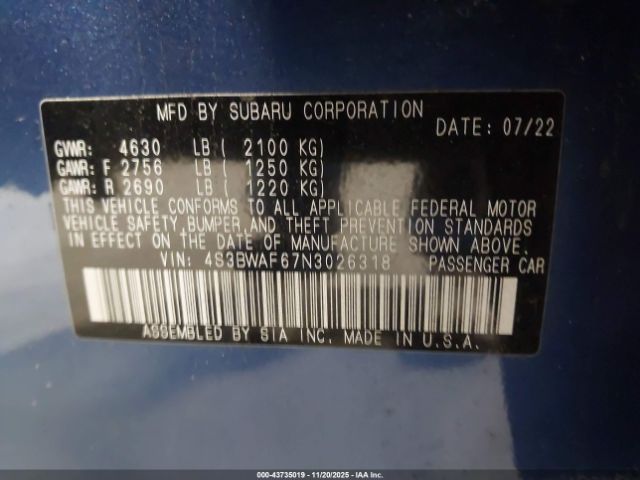 MFD BY SUBARU CORPORATION
DATE: 07/22
GVWR: 4630 LB ( 2100 KG)
GAWR: F 2756 LB ( 1250 KG)
GAWR: R 2690 LB ( 1220 KG)
THIS VEHICLE CONFORMS TO ALL APPLICABLE FEDERAL MOTOR
VEHICLE SAFETY, BUMPER, AND THEFT PREVENTION STANDARDS
IN EFFECT ON THE DATE OF MANUFACTURE SHOWN ABOVE.
VIN: 4S3BWAF67N3026318 PASSENGER CAR
ASSEMBLED BY SIA INC. MADE IN U.S.A.
000-43735019 - 11/20/2025 - IAA Inc.